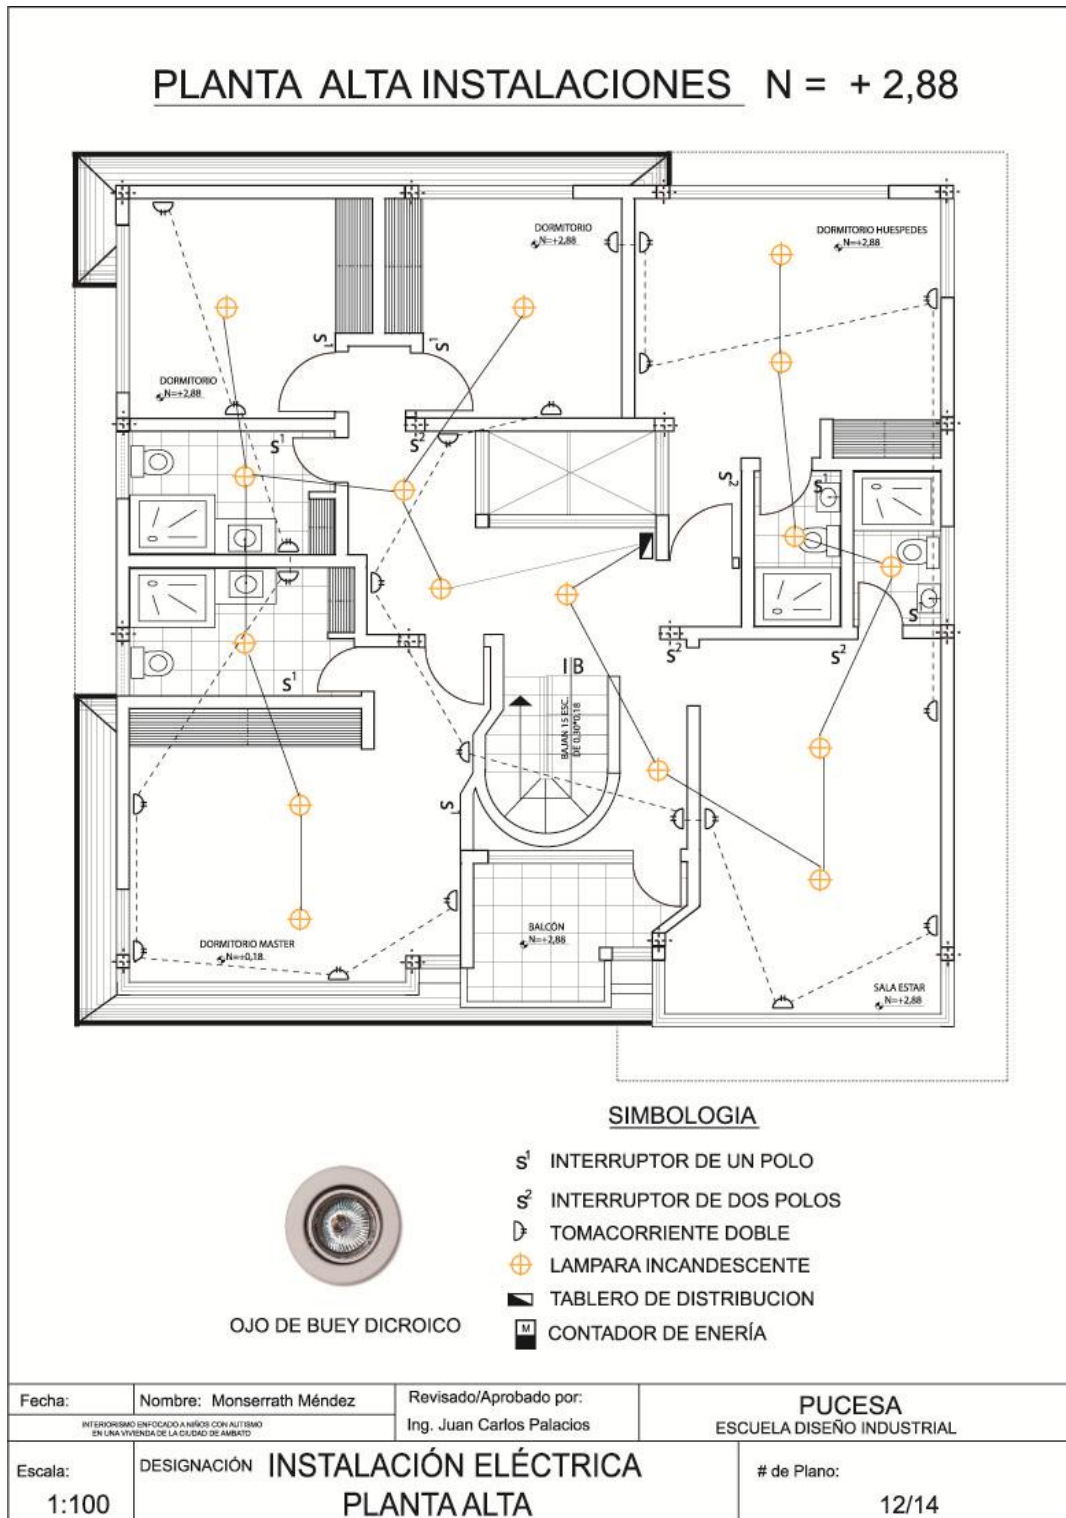 PLANTA ALTA INSTALACIONES N = + 2,88
DORMITORIO
N=+2,88
DORMITORIO HUESPEDES
N=+2,88
S1
S1
DORMITORIO
N=+2,88
S1
S2
S2
S1
S1
S1
S2
S2
IB
BAJAN 15 ESC.
DE 0,30*0,18
S1
BALCÓN
N=+2,88
DORMITORIO MASTER
N=+0,18.
SALA ESTAR
N=+2,88
SIMBOLOGIA
S1 INTERRUPTOR DE UN POLO
S2 INTERRUPTOR DE DOS POLOS
TOMACORRIENTE DOBLE
LAMPARA INCANDESCENTE
TABLERO DE DISTRIBUCION
M CONTADOR DE ENERÍA
OJO DE BUEY DICROICO
Fecha:
Nombre: Monserrath Méndez
INTERIORISMO ENFOCADO A NIÑOS CON AUTISMO
EN UNA VIVIENDA DE LA CIUDAD DE AMBATO
Revisado/Aprobado por:
Ing. Juan Carlos Palacios
PUCESA
ESCUELA DISEÑO INDUSTRIAL
Escala:
1:100
DESIGNACIÓN INSTALACIÓN ELÉCTRICA
PLANTA ALTA
# de Plano:
12/14